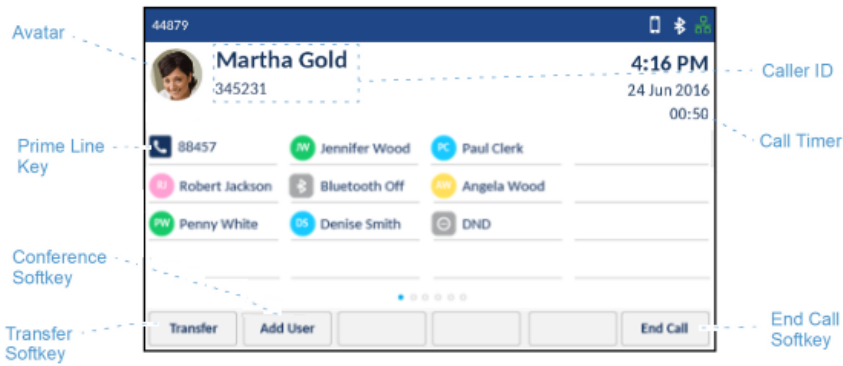 Avatar
44879
Martha Gold
345231
4:16 PM
24 Jun 2016
00:50
Caller ID
Call Timer
Prime Line
Key
88457
JW Jennifer Wood
PC Paul Clerk
RJ Robert Jackson
Bluetooth Off
AW Angela Wood
PW Penny White
DS Denise Smith
DND
Conference
Softkey
Transfer
Softkey
Transfer
Add User
End Call
End Call
Softkey